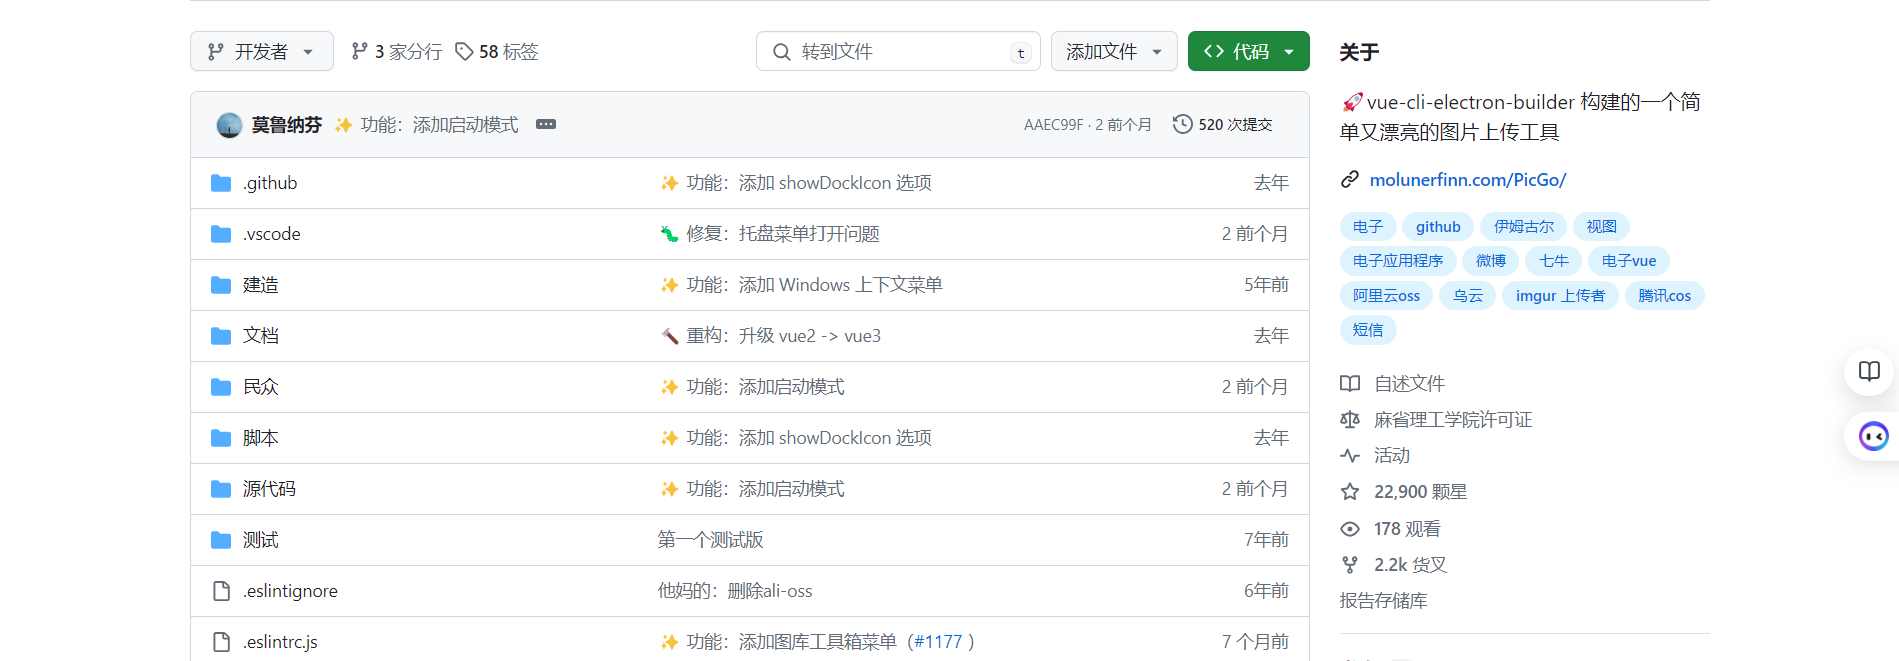 开发者
3 家分行
58 标签
转到文件
t
添加文件
代码
莫鲁纳芬 ✨ 功能：添加启动模式
AAEC99F · 2 前个月
520 次提交
.github ✨ 功能：添加 showDockIcon 选项 去年
.vscode 🐛 修复：托盘菜单打开问题 2 前个月
建造 ✨ 功能：添加 Windows 上下文菜单 5年前
文档 🔨 重构：升级 vue2 -> vue3 去年
民众 ✨ 功能：添加启动模式 2 前个月
脚本 ✨ 功能：添加 showDockIcon 选项 去年
源代码 ✨ 功能：添加启动模式 2 前个月
测试 第一个测试版 7年前
.eslintignore 他妈的：删除ali-oss 6年前
.eslintrc.js ✨ 功能：添加图库工具箱菜单（#1177 ） 7 个月前
关于
🚀vue-cli-electron-builder 构建的一个简
单又漂亮的图片上传工具
molunerfinn.com/PicGo/
电子 github 伊姆古尔 视图
电子应用程序 微博 七牛 电子vue
阿里云oss 乌云 imgur 上传者 腾讯cos
短信
自述文件
麻省理工学院许可证
活动
22,900 颗星
178 观看
2.2k 货叉
报告存储库